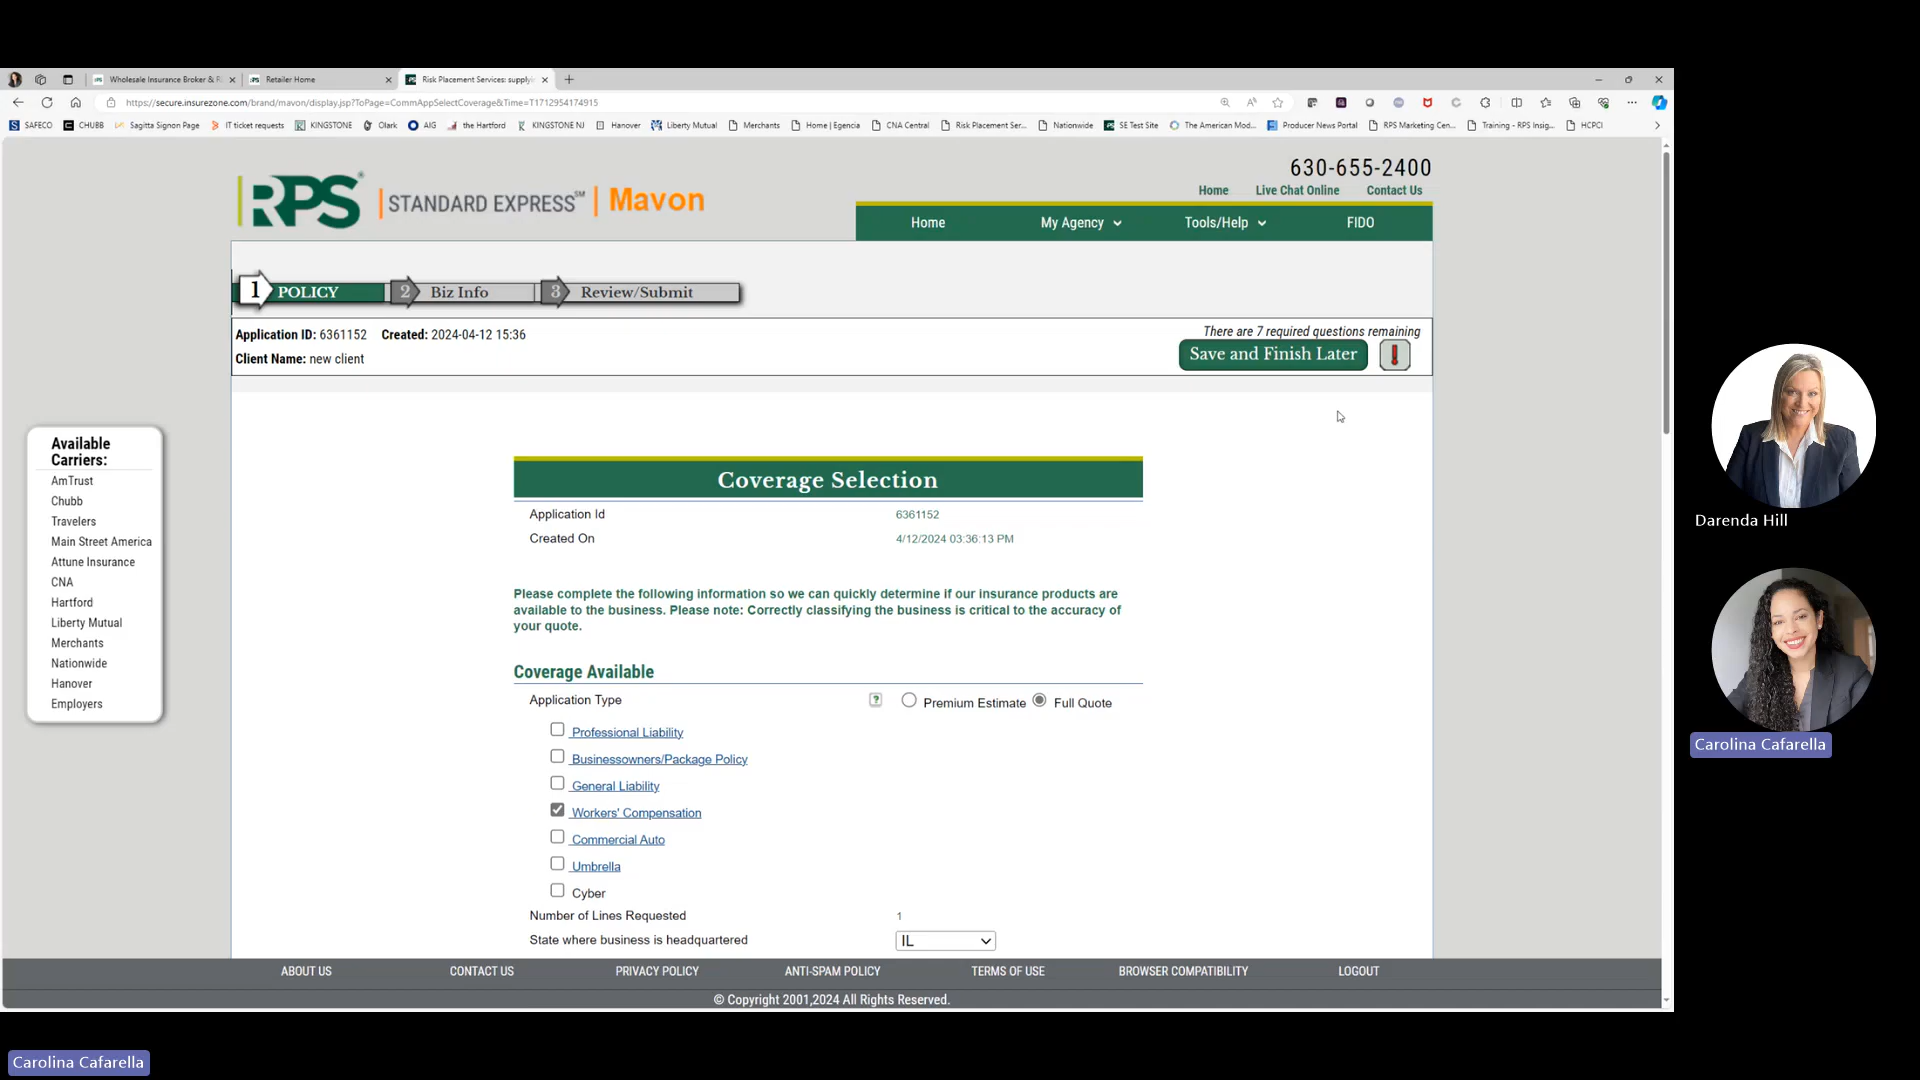 Wholesale Insurance Broker & R
Retailer Home
Risk Placement Services: supplyin
https://secure.insurezone.com/brand/mavon/display.jsp?ToPage=CommAppSelectCoverage&Time=T1712954174915
SAFECO CHUBB Sagitta Signon Page IT ticket requests KINGSTONE Olark AIG the Hartford KINGSTONE NJ Hanover Liberty Mutual Merchants Home | Egencia CNA Central Risk Placement Ser... Nationwide SE Test Site The American Mod... Producer News Portal RPS Marketing Cen... Training - RPS Insig... HCPCI
630-655-2400
Home Live Chat Online Contact Us
RPS STANDARD EXPRESS℠ Mavon
Home My Agency Tools/Help FIDO
1 POLICY 2 Biz Info 3 Review/Submit
Application ID: 6361152 Created: 2024-04-12 15:36
There are 7 required questions remaining
Client Name: new client
Save and Finish Later
Available
Carriers:
AmTrust
Chubb
Travelers
Main Street America
Attune Insurance
CNA
Hartford
Liberty Mutual
Merchants
Nationwide
Hanover
Employers
Coverage Selection
Application Id 6361152
Created On 4/12/2024 03:36:13 PM
Please complete the following information so we can quickly determine if our insurance products are
available to the business. Please note: Correctly classifying the business is critical to the accuracy of
your quote.
Coverage Available
Application Type ? Premium Estimate Full Quote
Professional Liability
Businessowners/Package Policy
General Liability
Workers' Compensation
Commercial Auto
Umbrella
Cyber
Number of Lines Requested 1
State where business is headquartered IL
ABOUT US CONTACT US PRIVACY POLICY ANTI-SPAM POLICY TERMS OF USE BROWSER COMPATIBILITY LOGOUT
© Copyright 2001,2024 All Rights Reserved.
Darenda Hill
Carolina Cafarella
Carolina Cafarella